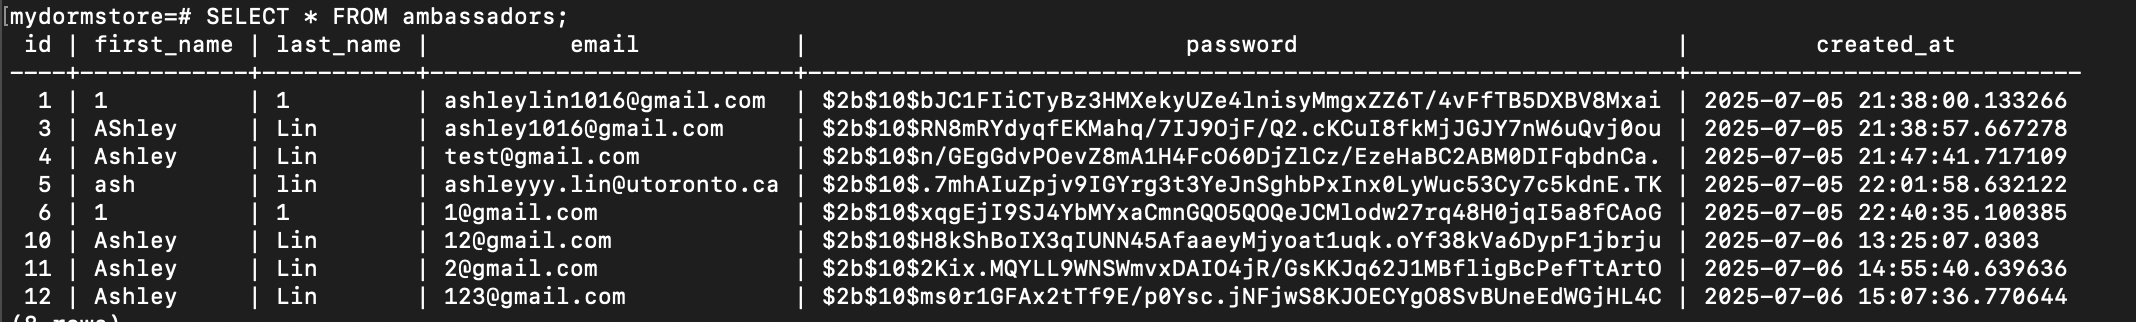 [mydormstore=# SELECT * FROM ambassadors;
 id | first_name | last_name |           email           |                           password                           |         created_at
----+------------+-----------+---------------------------+--------------------------------------------------------------+----------------------------
  1 | 1          | 1         | ashleylin1016@gmail.com   | $2b$10$bJC1FIiCTyBz3HMXekyUZe4lnisyMmgxZZ6T/4vFfTB5DXBV8Mxai | 2025-07-05 21:38:00.133266
  3 | AShley     | Lin       | ashley1016@gmail.com      | $2b$10$RN8mRYdyqfEKMahq/7IJ9OjF/Q2.cKCuI8fkMjJGJY7nW6uQvj0ou | 2025-07-05 21:38:57.667278
  4 | Ashley     | Lin       | test@gmail.com            | $2b$10$n/GEgGdvPOevZ8mA1H4FcO60DjZlCz/EzeHaBC2ABM0DIFqbdnCa. | 2025-07-05 21:47:41.717109
  5 | ash        | lin       | ashleyyy.lin@utoronto.ca  | $2b$10$.7mhAIuZpjv9IGYrg3t3YeJnSghbPxInx0LyWuc53Cy7c5kdnE.TK | 2025-07-05 22:01:58.632122
  6 | 1          | 1         | 1@gmail.com               | $2b$10$xqgEjI9SJ4YbMYxaCmnGQO5QOQeJCMlodw27rq48H0jqI5a8fCAoG | 2025-07-05 22:40:35.100385
 10 | Ashley     | Lin       | 12@gmail.com              | $2b$10$H8kShBoIX3qIUNN45AfaaeyMjyoat1uqk.oYf38kVa6DypF1jbrju | 2025-07-06 13:25:07.0303
 11 | Ashley     | Lin       | 2@gmail.com               | $2b$10$2Kix.MQYLL9WNSWmvxDAIO4jR/GsKKJq62J1MBfligBcPefTtArtO | 2025-07-06 14:55:40.639636
 12 | Ashley     | Lin       | 123@gmail.com             | $2b$10$ms0r1GFAx2tTf9E/p0Ysc.jNFjwS8KJOECYgO8SvBUneEdWGjHL4C | 2025-07-06 15:07:36.770644
(8 rows)